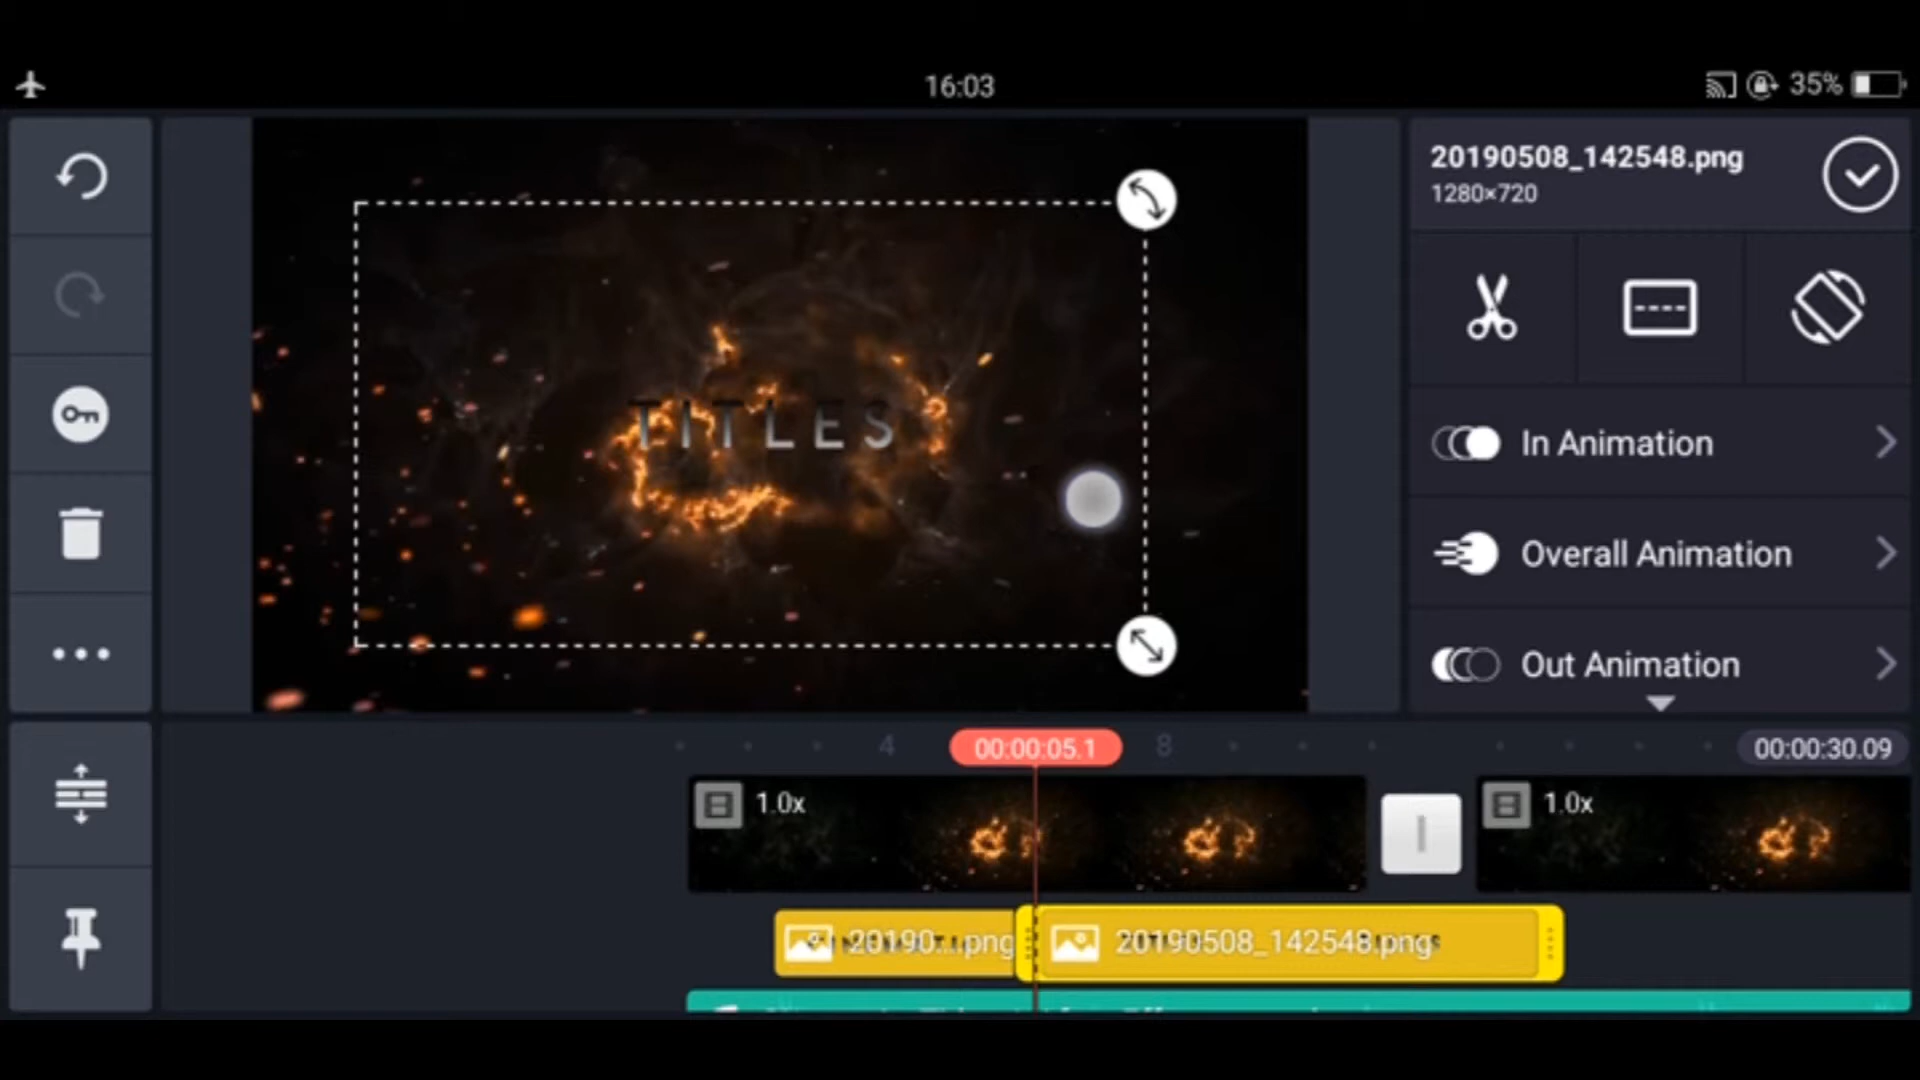 16:03
35%
20190508_142548.png
1280×720
TITLES
In Animation
Overall Animation
Out Animation
4
00:00:05.1
8
00:00:30.09
1.0x
1.0x
20190....png
20190508_142548.png